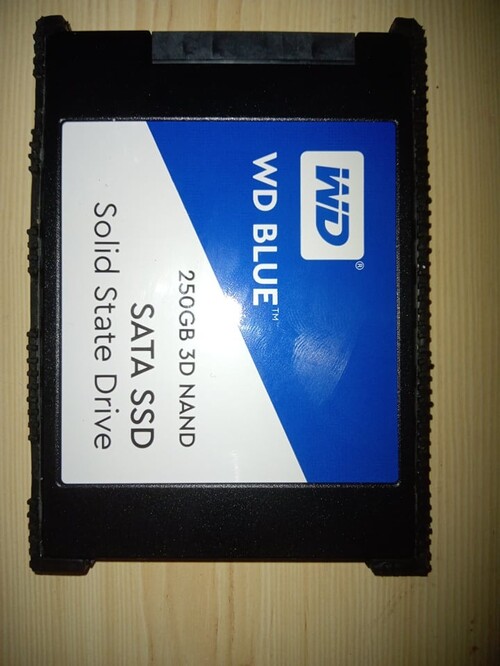 WD®
WD BLUE™
250GB 3D NAND
SATA SSD
Solid State Drive